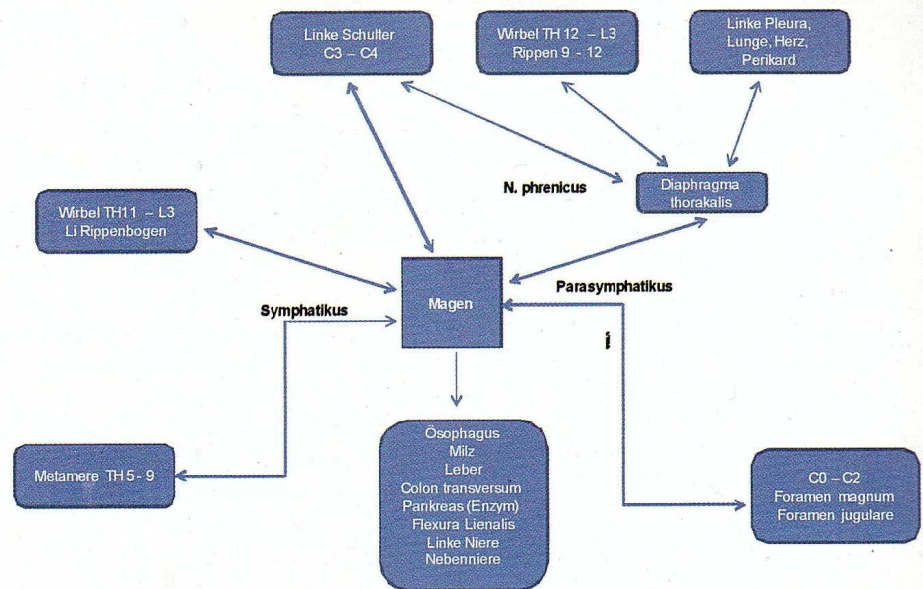 Linke Schulter
C3 – C4
Wirbel TH 12 – L3
Rippen 9 - 12
Linke Pleura,
Lunge, Herz,
Perikard
N. phrenicus
Diaphragma
thorakalis
Wirbel TH11 – L3
Li Rippenbogen
Magen
Symphatikus
Parasymphatikus
Metamere TH 5 - 9
Ösophagus
Milz
Leber
Colon transversum
Pankreas (Enzym)
Flexura Lienalis
Linke Niere
Nebenniere
C0 – C2
Foramen magnum
Foramen jugulare